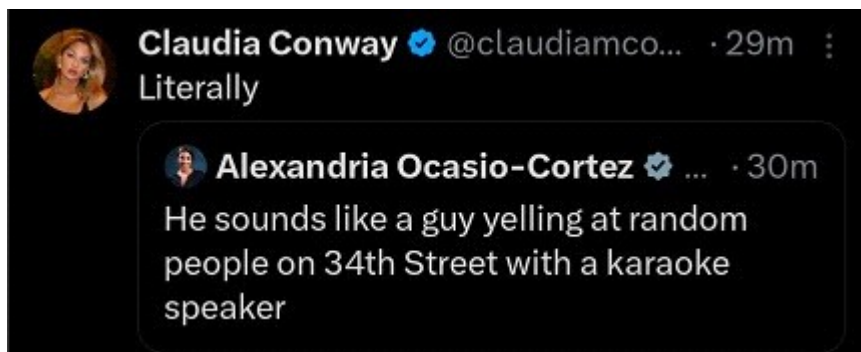 Claudia Conway @claudiamco... · 29m
Literally
Alexandria Ocasio-Cortez ... · 30m
He sounds like a guy yelling at random
people on 34th Street with a karaoke
speaker